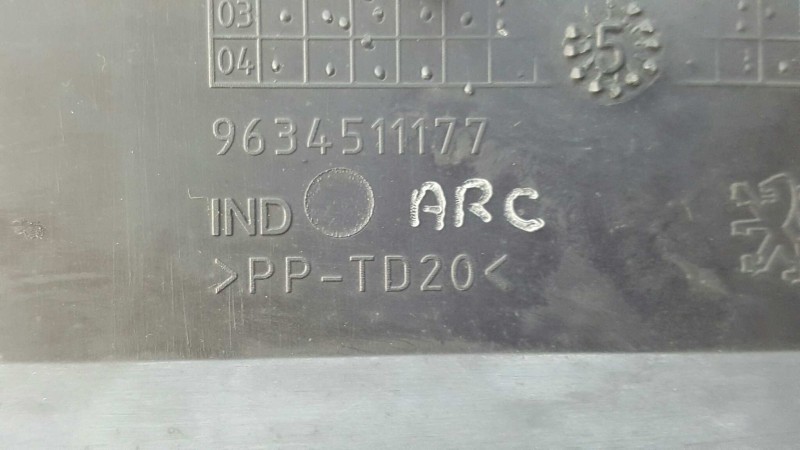 03
04
5
9634511177
IND ARC
>PP-TD20<